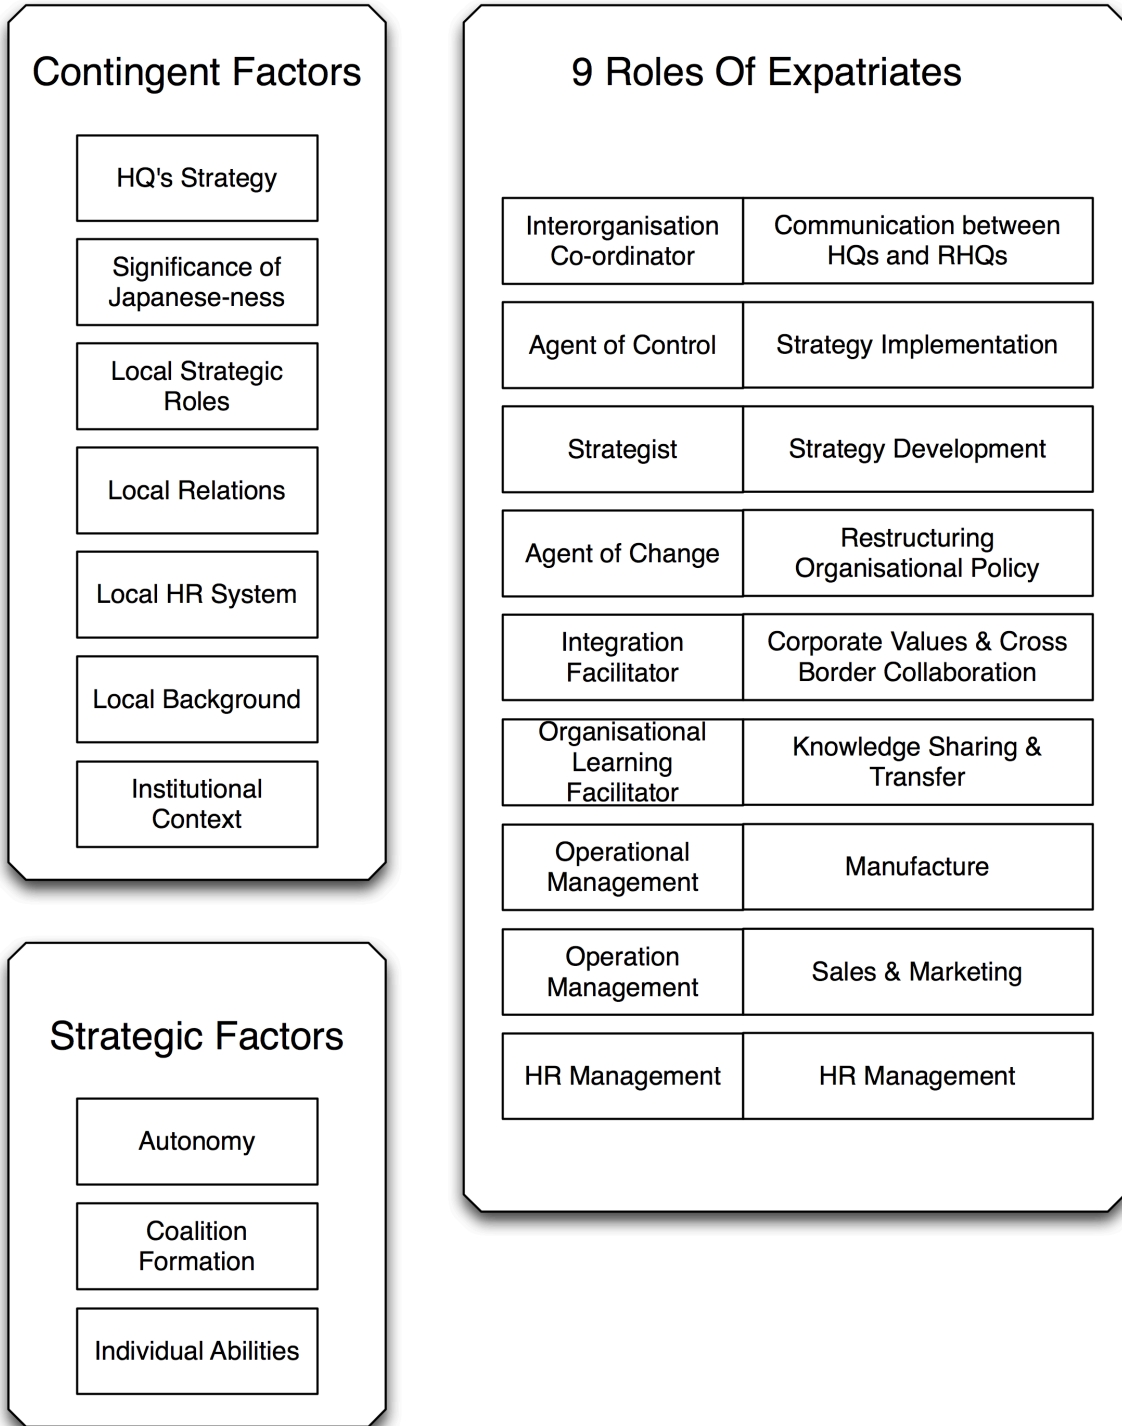 Contingent Factors
HQ's Strategy
Significance of
Japanese-ness
Local Strategic
Roles
Local Relations
Local HR System
Local Background
Institutional
Context
Strategic Factors
Autonomy
Coalition
Formation
Individual Abilities
9 Roles Of Expatriates
Interorganisation
Co-ordinator
Communication between
HQs and RHQs
Agent of Control
Strategy Implementation
Strategist
Strategy Development
Agent of Change
Restructuring
Organisational Policy
Integration
Facilitator
Corporate Values & Cross
Border Collaboration
Organisational
Learning
Facilitator
Knowledge Sharing &
Transfer
Operational
Management
Manufacture
Operation
Management
Sales & Marketing
HR Management
HR Management